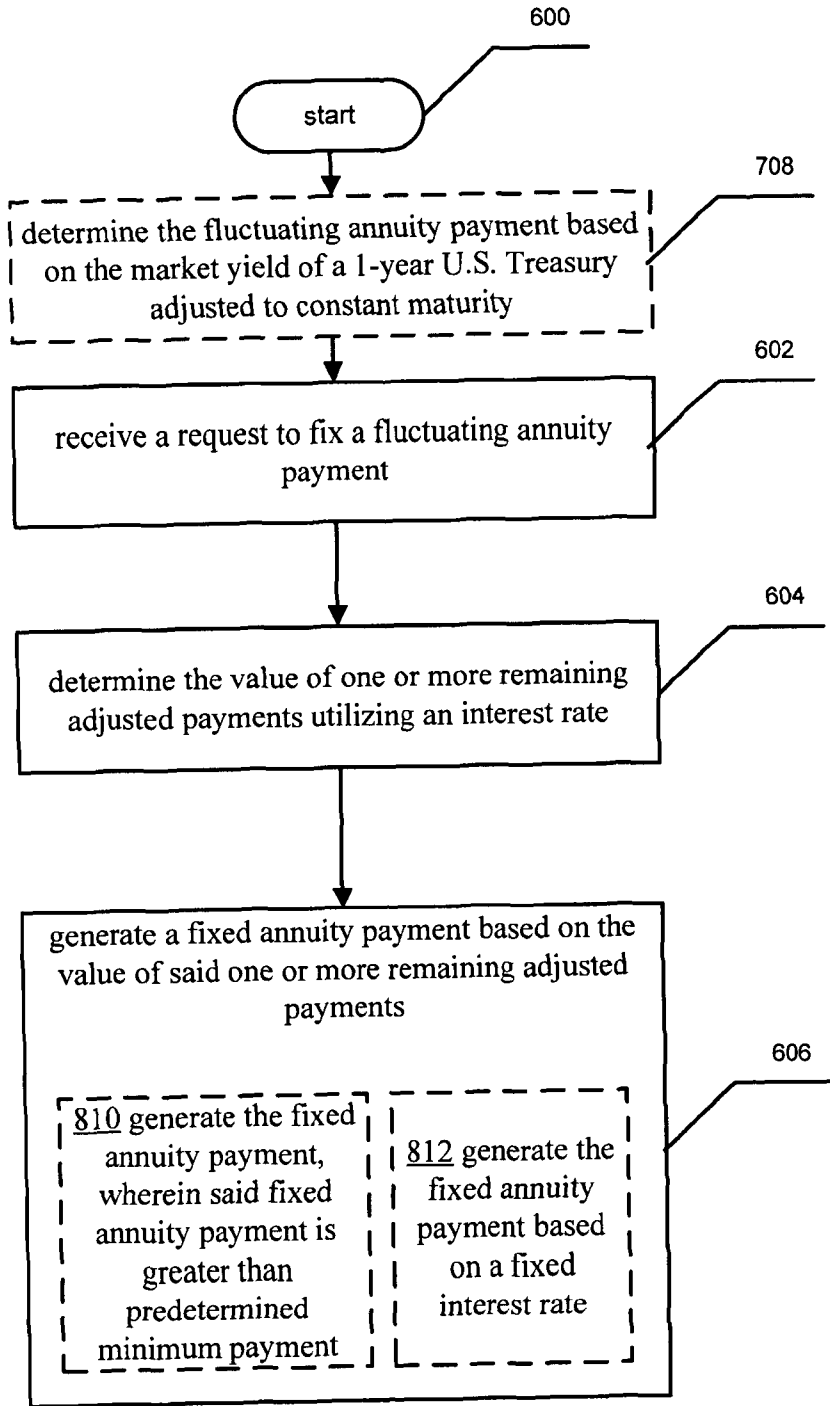 600
start
708
determine the fluctuating annuity payment based
on the market yield of a 1-year U.S. Treasury
adjusted to constant maturity
602
receive a request to fix a fluctuating annuity
payment
604
determine the value of one or more remaining
adjusted payments utilizing an interest rate
generate a fixed annuity payment based on the
value of said one or more remaining adjusted
payments
606
810 generate the fixed
annuity payment,
wherein said fixed
annuity payment is
greater than
predetermined
minimum payment
812 generate the
fixed annuity
payment based
on a fixed
interest rate